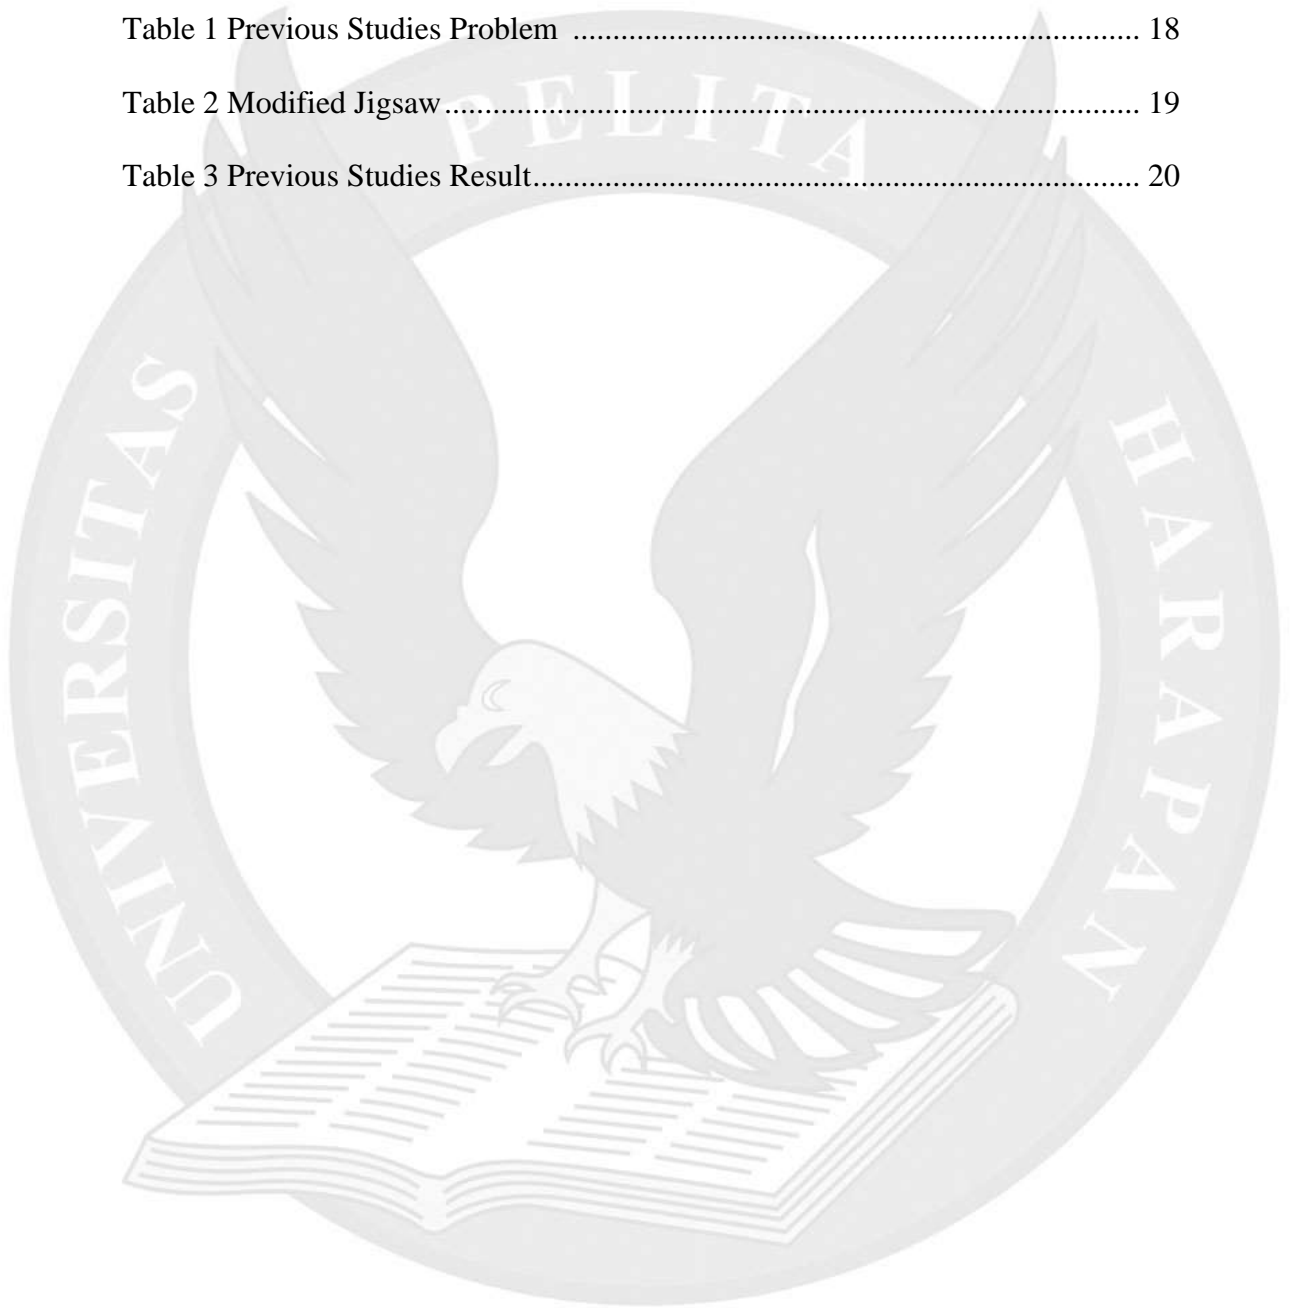 Table 1 Previous Studies Problem ........................................................................ 18
Table 2 Modified Jigsaw ........................................................................................ 19
Table 3 Previous Studies Result............................................................................. 20
UNIVERSITAS PELITA HARAPAN